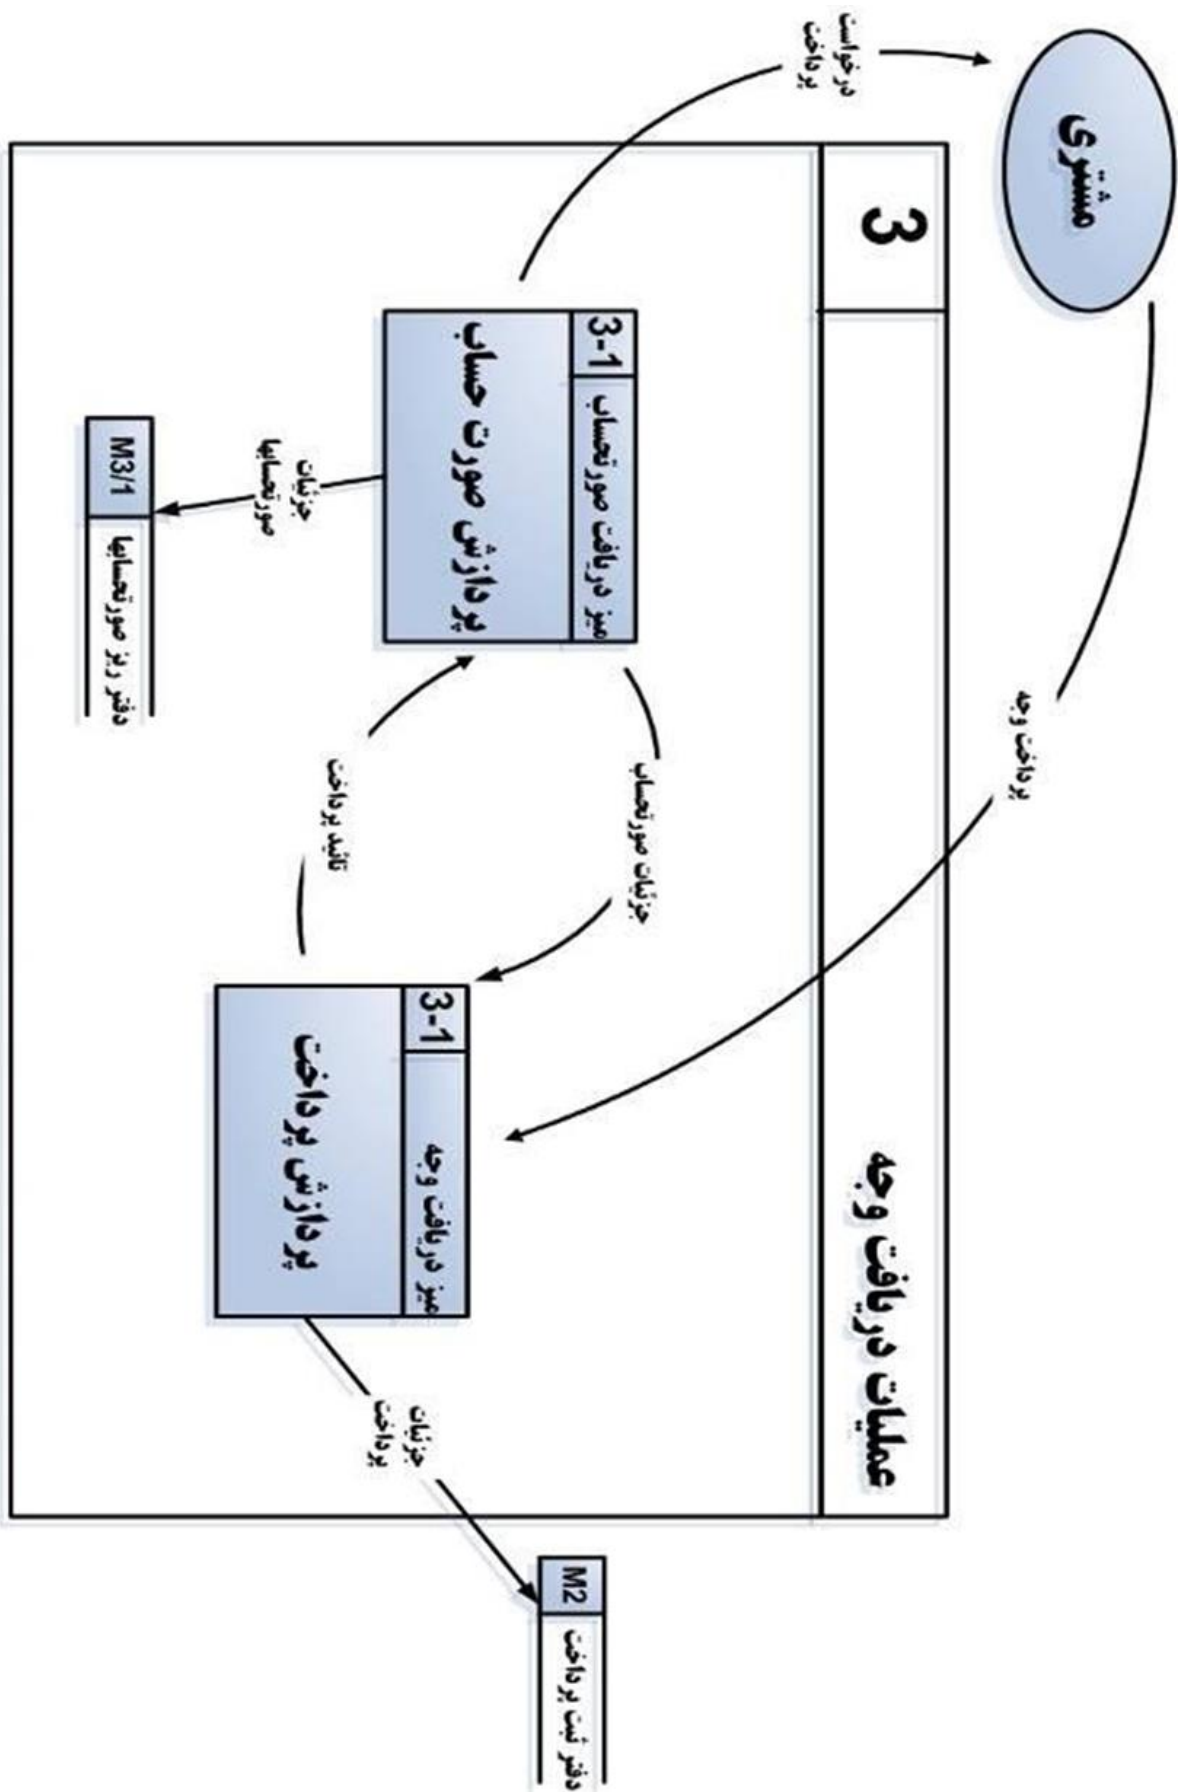 مشتری
درخواست
پرداخت
پرداخت وجه
3
عملیات دریافت وجه
3-1
میز دریافت صورتحساب
پردازش صورت حساب
جزئیات صورتحساب
تائید پرداخت
جزئیات
صورتحسابها
M3/1
دفتر ریز صورتحسابها
3-1
میز دریافت وجه
پردازش پرداخت
جزئیات
پرداخت
M2
دفتر ثبت پرداخت